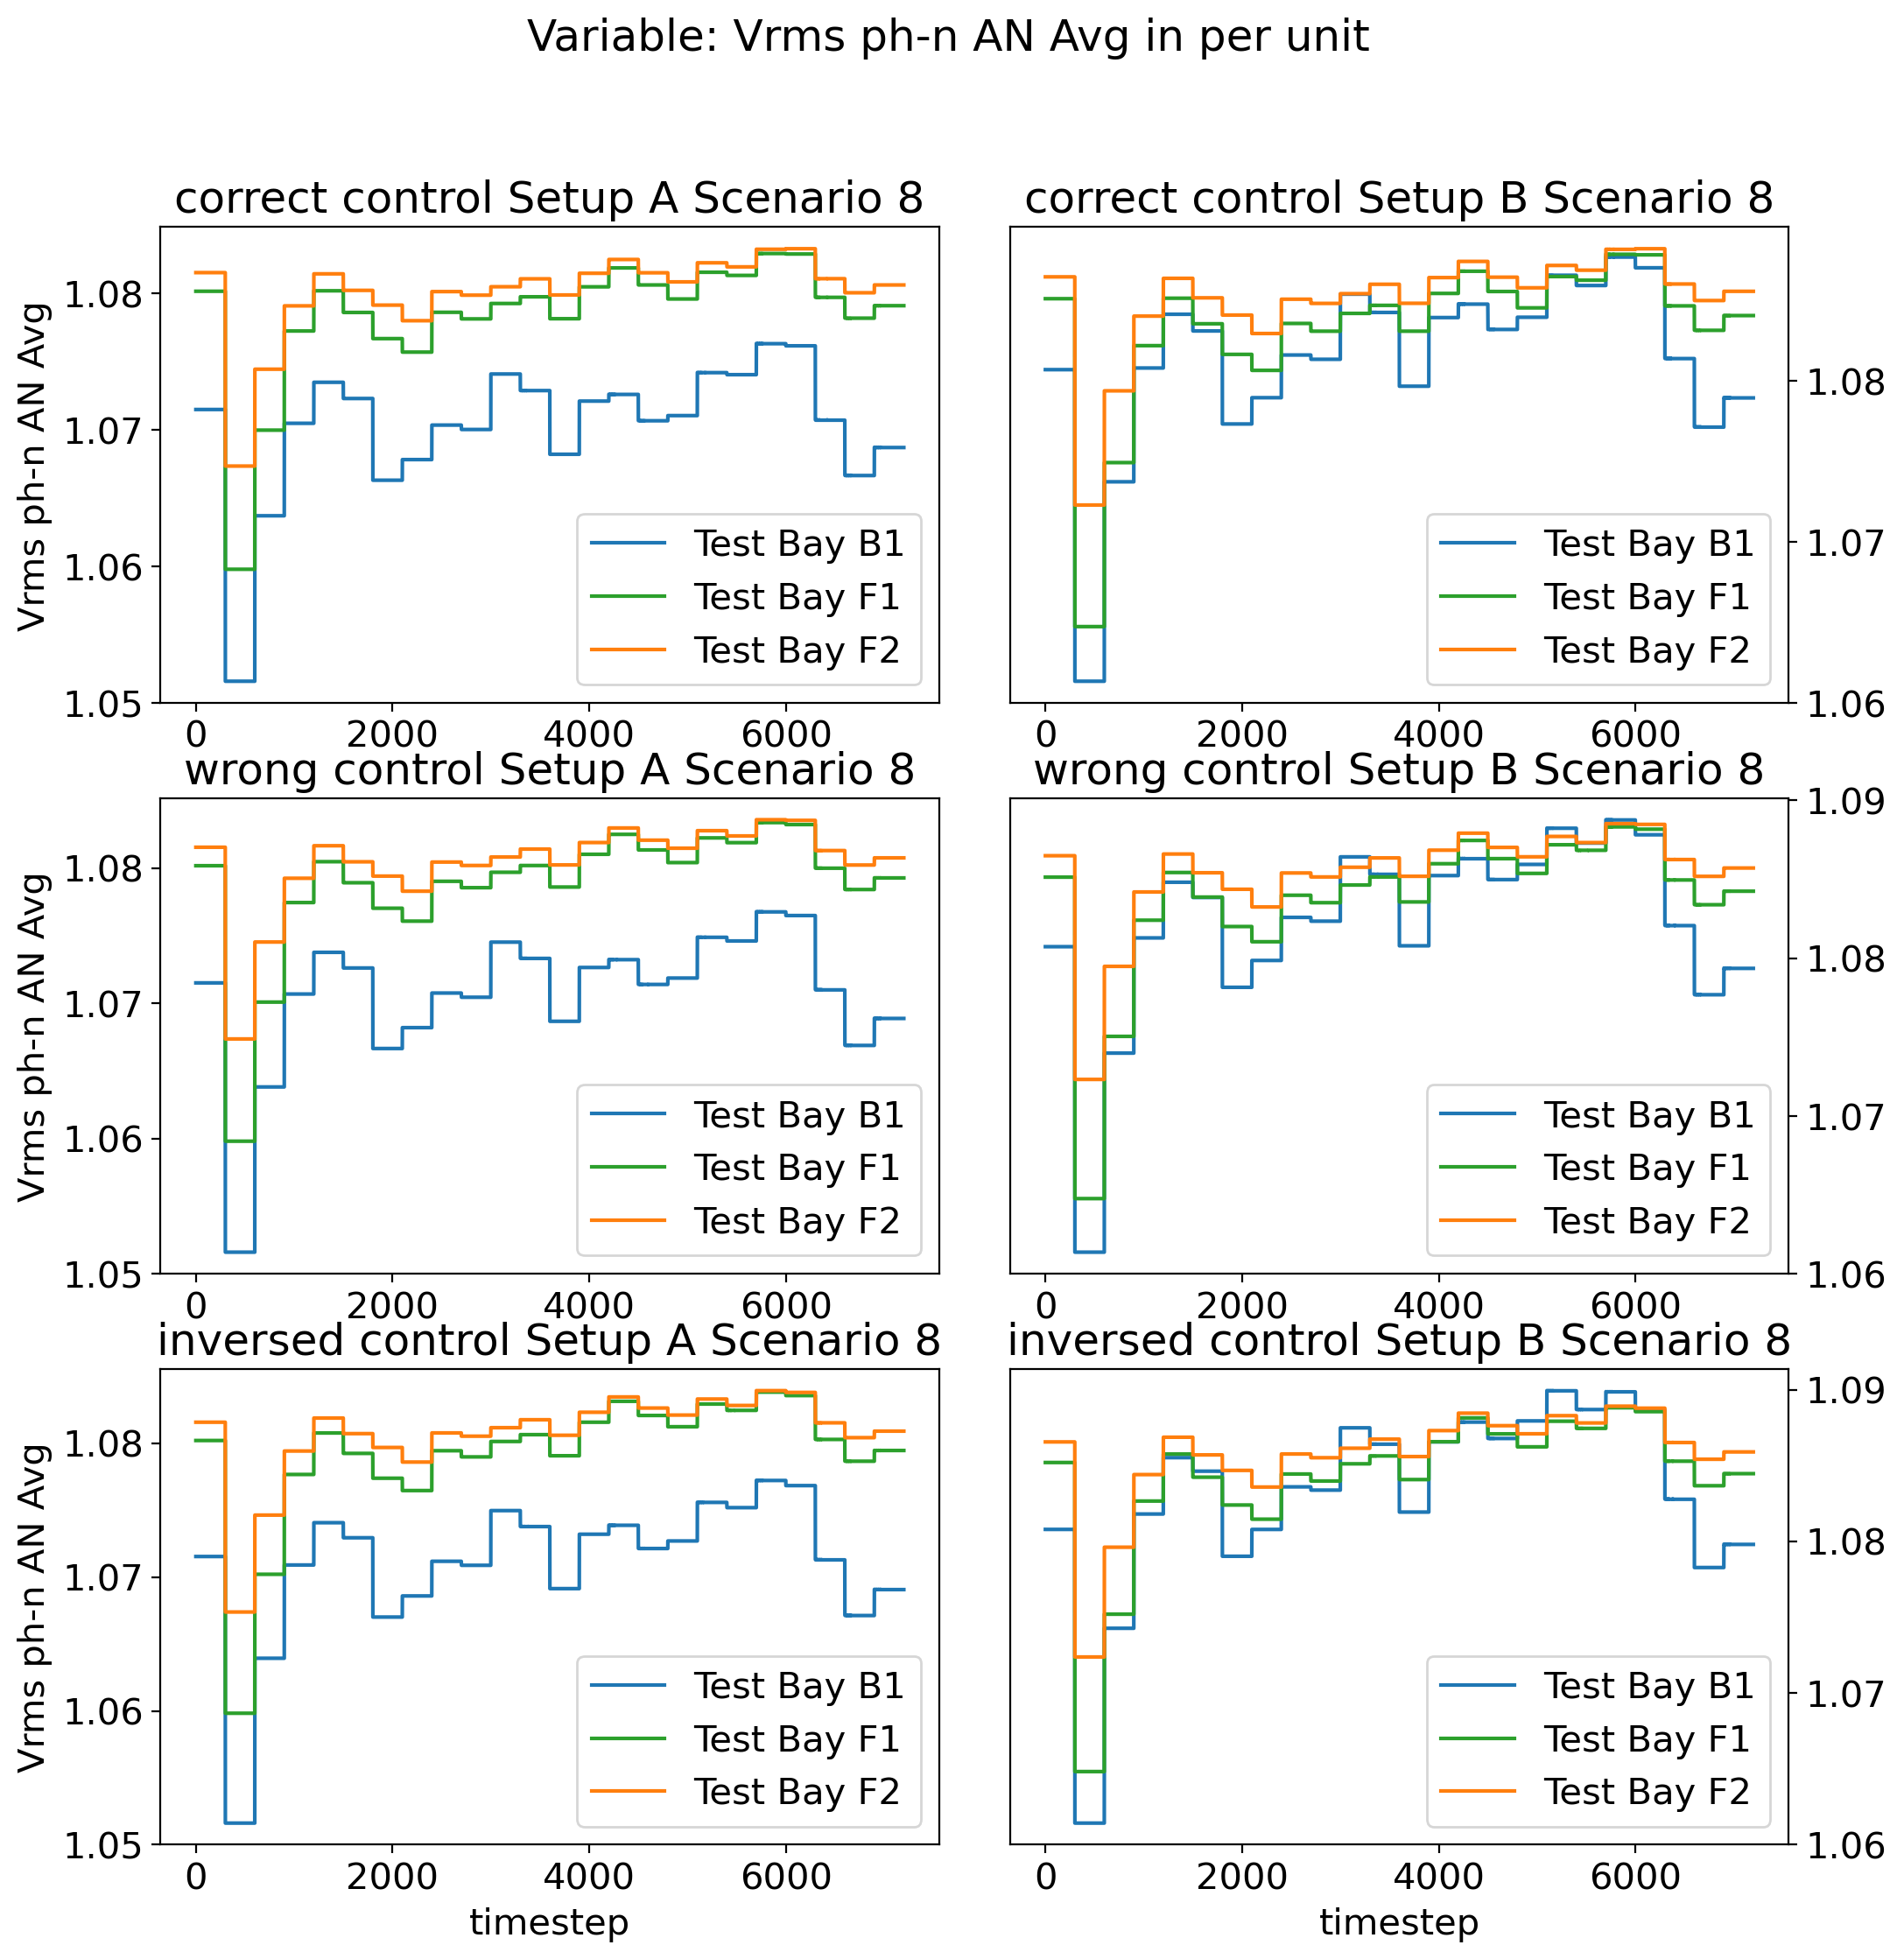 Variable: Vrms ph-n AN Avg in per unit
correct control Setup A Scenario 8
correct control Setup B Scenario 8
Vrms ph-n AN Avg
1.08
1.07
1.06
1.05
0 2000 4000 6000
Test Bay B1
Test Bay F1
Test Bay F2
1.08
1.07
1.06
0 2000 4000 6000
Test Bay B1
Test Bay F1
Test Bay F2
wrong control Setup A Scenario 8
wrong control Setup B Scenario 8
Vrms ph-n AN Avg
1.08
1.07
1.06
1.05
0 2000 4000 6000
Test Bay B1
Test Bay F1
Test Bay F2
1.09
1.08
1.07
1.06
0 2000 4000 6000
Test Bay B1
Test Bay F1
Test Bay F2
inversed control Setup A Scenario 8
inversed control Setup B Scenario 8
Vrms ph-n AN Avg
1.08
1.07
1.06
1.05
0 2000 4000 6000
timestep
Test Bay B1
Test Bay F1
Test Bay F2
1.09
1.08
1.07
1.06
0 2000 4000 6000
timestep
Test Bay B1
Test Bay F1
Test Bay F2